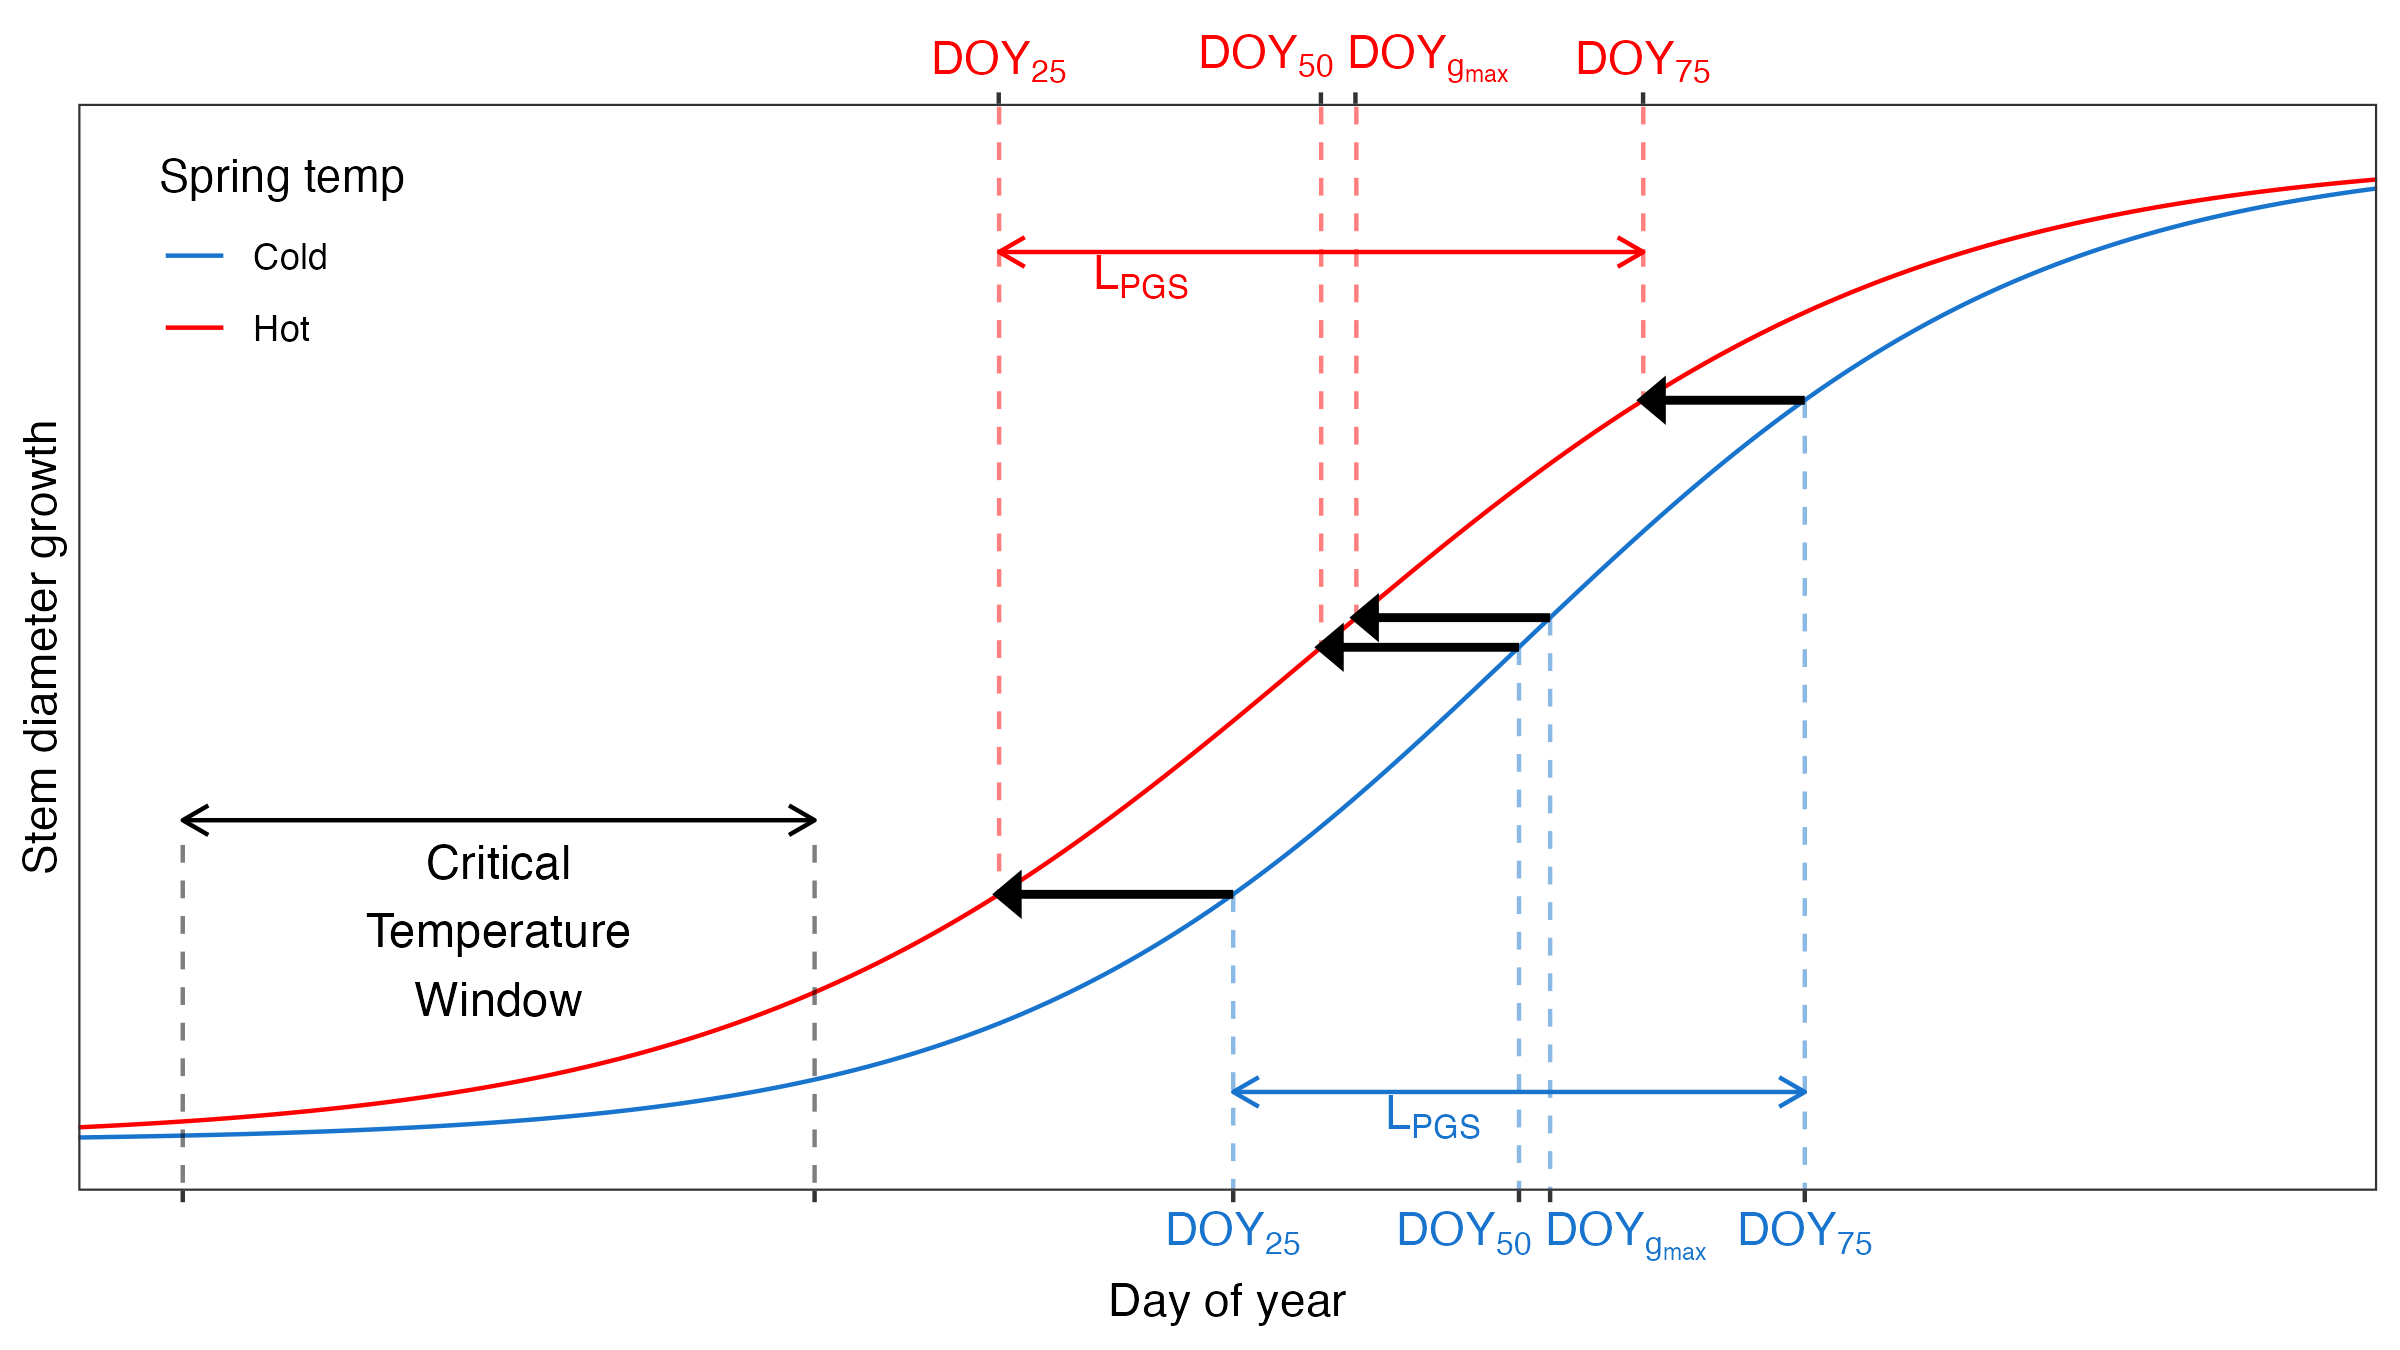 DOY25 DOY50 DOYgmax DOY75
Spring temp
Cold
Hot
LPGS
Stem diameter growth
Critical
Temperature
Window
LPGS
DOY25 DOY50 DOYgmax DOY75
Day of year